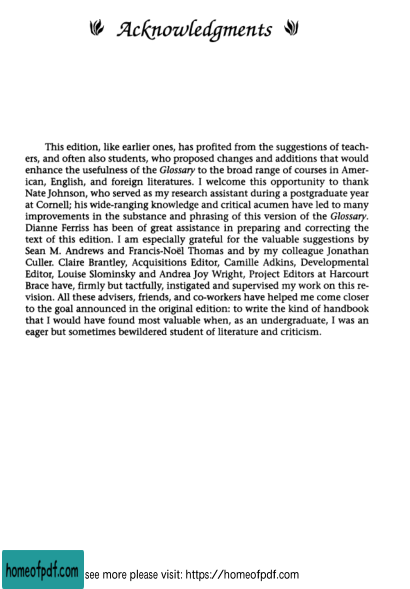 Acknowledgments
This edition, like earlier ones, has profited from the suggestions of teach-
ers, and often also students, who proposed changes and additions that would
enhance the usefulness of the Glossary to the broad range of courses in Amer-
ican, English, and foreign literatures. I welcome this opportunity to thank
Nate Johnson, who served as my research assistant during a postgraduate year
at Cornell; his wide-ranging knowledge and critical acumen have led to many
improvements in the substance and phrasing of this version of the Glossary.
Dianne Ferriss has been of great assistance in preparing and correcting the
text of this edition. I am especially grateful for the valuable suggestions by
Sean M. Andrews and Francis-Noël Thomas and by my colleague Jonathan
Culler. Claire Brantley, Acquisitions Editor, Camille Adkins, Developmental
Editor, Louise Slominsky and Andrea Joy Wright, Project Editors at Harcourt
Brace have, firmly but tactfully, instigated and supervised my work on this re-
vision. All these advisers, friends, and co-workers have helped me come closer
to the goal announced in the original edition: to write the kind of handbook
that I would have found most valuable when, as an undergraduate, I was an
eager but sometimes bewildered student of literature and criticism.
homeofpdf.com see more please visit: https://homeofpdf.com